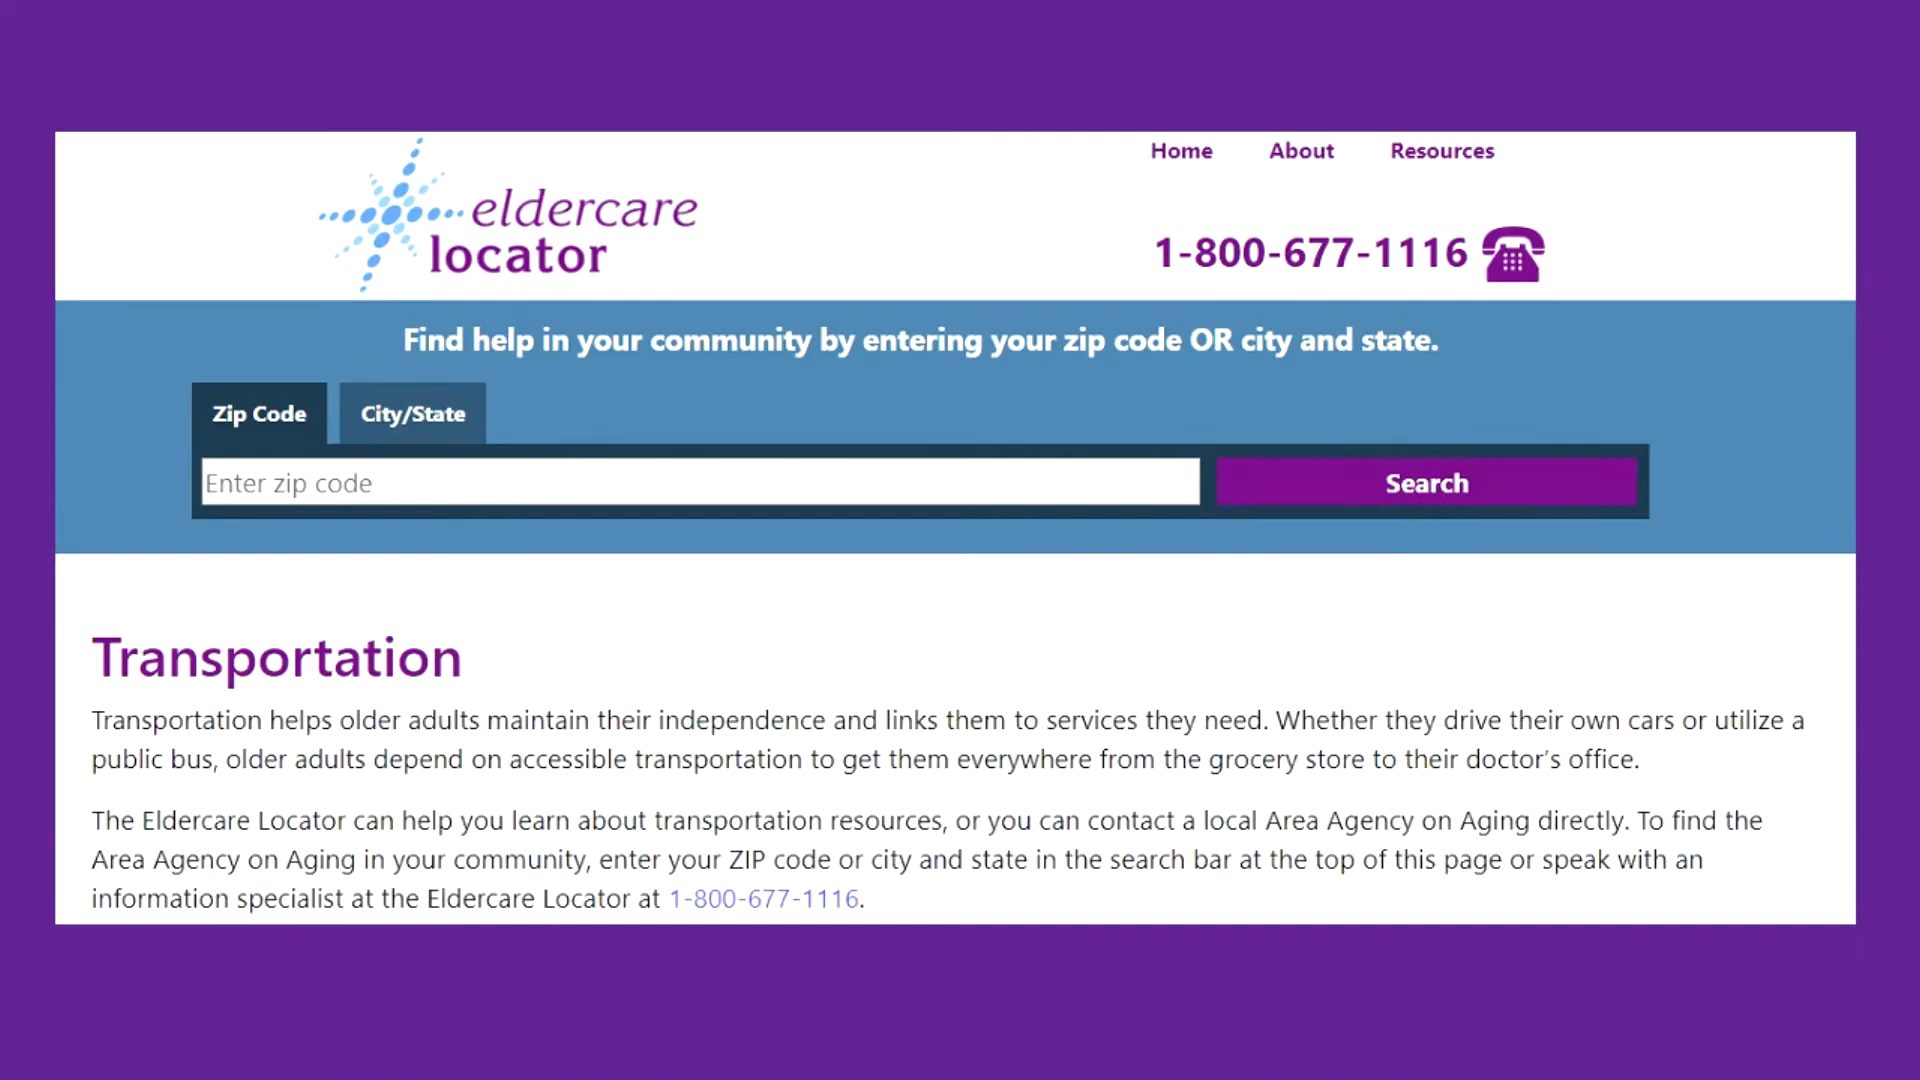 Home About Resources
eldercare
locator
1-800-677-1116
Find help in your community by entering your zip code OR city and state.
Zip Code City/State
Enter zip code Search
Transportation
Transportation helps older adults maintain their independence and links them to services they need. Whether they drive their own cars or utilize a
public bus, older adults depend on accessible transportation to get them everywhere from the grocery store to their doctor's office.
The Eldercare Locator can help you learn about transportation resources, or you can contact a local Area Agency on Aging directly. To find the
Area Agency on Aging in your community, enter your ZIP code or city and state in the search bar at the top of this page or speak with an
information specialist at the Eldercare Locator at 1-800-677-1116.